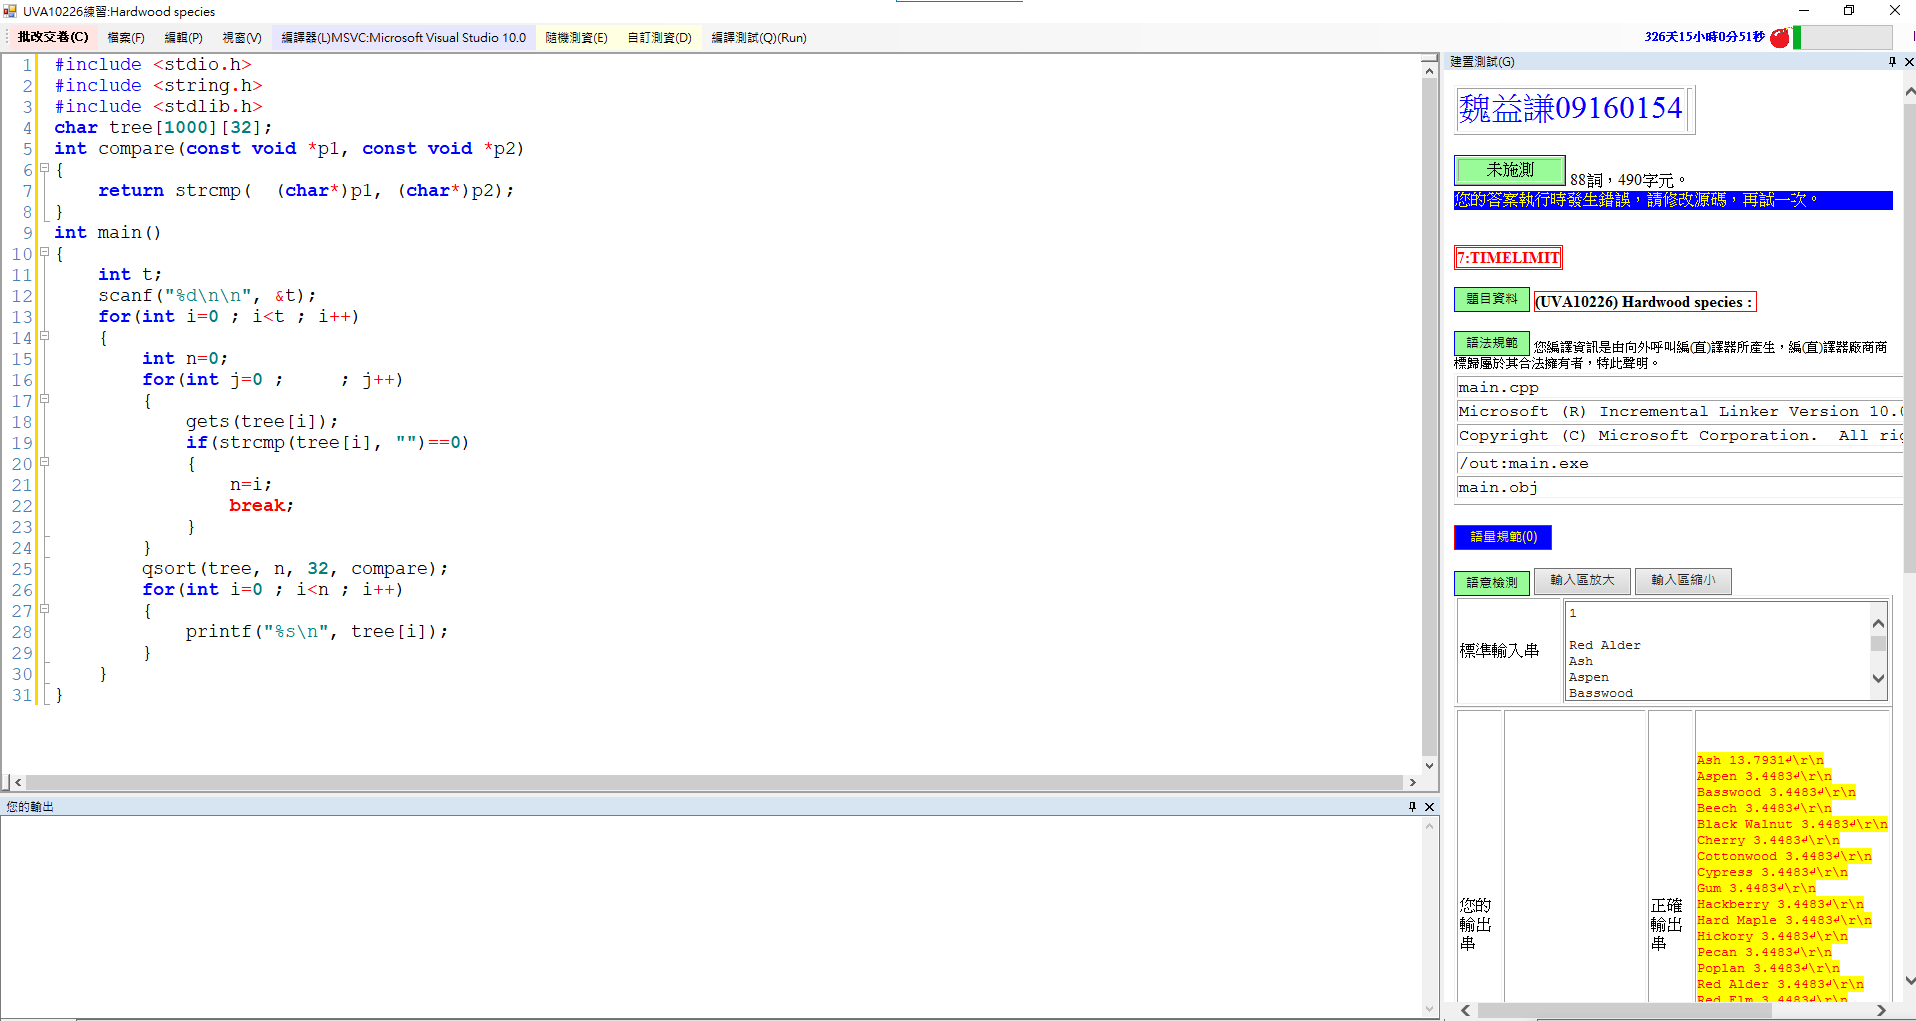 UVA10226練習:Hardwood species
批改交卷(C) 檔案(F) 編輯(P) 視窗(V) 編譯器(L)MSVC:Microsoft Visual Studio 10.0 隨機測資(E) 自訂測資(D) 編譯測試(Q)(Run) 326天15小時0分51秒
1 #include <stdio.h>
2 #include <string.h>
3 #include <stdlib.h>
4 char tree[1000][32];
5 int compare(const void *p1, const void *p2)
6 {
7     return strcmp(  (char*)p1, (char*)p2);
8 }
9 int main()
10 {
11     int t;
12     scanf("%d\n\n", &t);
13     for(int i=0 ; i<t ; i++)
14     {
15         int n=0;
16         for(int j=0 ;     ; j++)
17         {
18             gets(tree[i]);
19             if(strcmp(tree[i], "")==0)
20             {
21                 n=i;
22                 break;
23             }
24         }
25         qsort(tree, n, 32, compare);
26         for(int i=0 ; i<n ; i++)
27         {
28             printf("%s\n", tree[i]);
29         }
30     }
31 }
您的輸出
建置測試(G)
魏益謙09160154
未施測 88詞，490字元。
您的答案執行時發生錯誤，請修改源碼，再試一次。
7:TIMELIMIT
題目資料 (UVA10226) Hardwood species :
語法規範 您編譯資訊是由向外呼叫編(直)譯器所產生，編(直)譯器廠商商
標歸屬於其合法擁有者，特此聲明。
main.cpp
Microsoft (R) Incremental Linker Version 10.0
Copyright (C) Microsoft Corporation.  All rig
/out:main.exe
main.obj
語量規範(0)
語意檢測 輸入區放大 輸入區縮小
標準輸入串
1
Red Alder
Ash
Aspen
Basswood
您的
輸出
串
正確
輸出
串
Ash 13.7931↲\r\n
Aspen 3.4483↲\r\n
Basswood 3.4483↲\r\n
Beech 3.4483↲\r\n
Black Walnut 3.4483↲\r\n
Cherry 3.4483↲\r\n
Cottonwood 3.4483↲\r\n
Cypress 3.4483↲\r\n
Gum 3.4483↲\r\n
Hackberry 3.4483↲\r\n
Hard Maple 3.4483↲\r\n
Hickory 3.4483↲\r\n
Pecan 3.4483↲\r\n
Poplan 3.4483↲\r\n
Red Alder 3.4483↲\r\n
Red Elm 3.4483↲\r\n